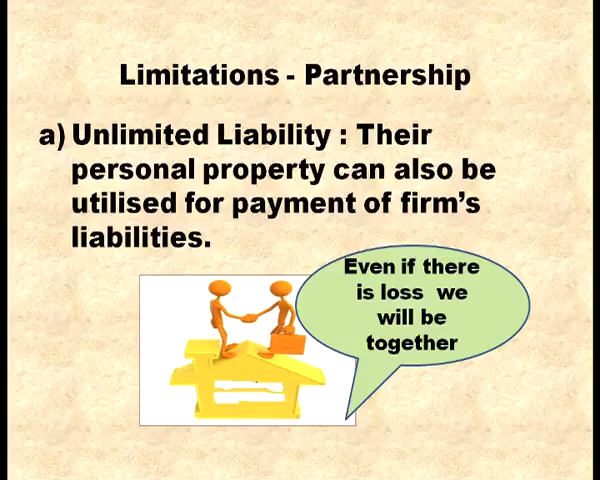 Limitations - Partnership
a) Unlimited Liability : Their
personal property can also be
utilised for payment of firm's
liabilities.
Even if there
is loss we
will be
together